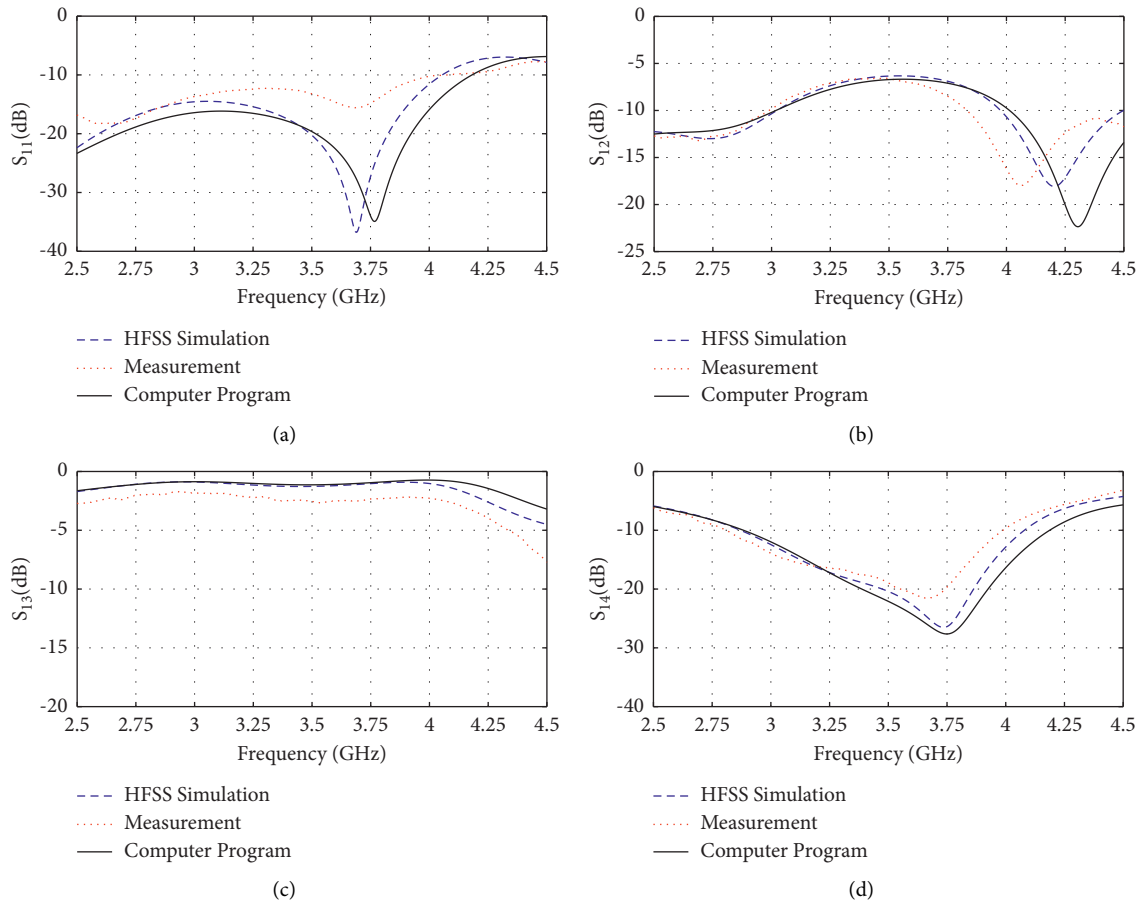 0
-10
-20
-30
-40
S11(dB)
2.5 2.75 3 3.25 3.5 3.75 4 4.25 4.5
Frequency (GHz)
HFSS Simulation
Measurement
Computer Program
(a)
0
-5
-10
-15
-20
-25
S12(dB)
2.5 2.75 3 3.25 3.5 3.75 4 4.25 4.5
Frequency (GHz)
HFSS Simulation
Measurement
Computer Program
(b)
0
-5
-10
-15
-20
S13(dB)
2.5 2.75 3 3.25 3.5 3.75 4 4.25 4.5
Frequency (GHz)
HFSS Simulation
Measurement
Computer Program
(c)
0
-10
-20
-30
-40
S14(dB)
2.5 2.75 3 3.25 3.5 3.75 4 4.25 4.5
Frequency (GHz)
HFSS Simulation
Measurement
Computer Program
(d)